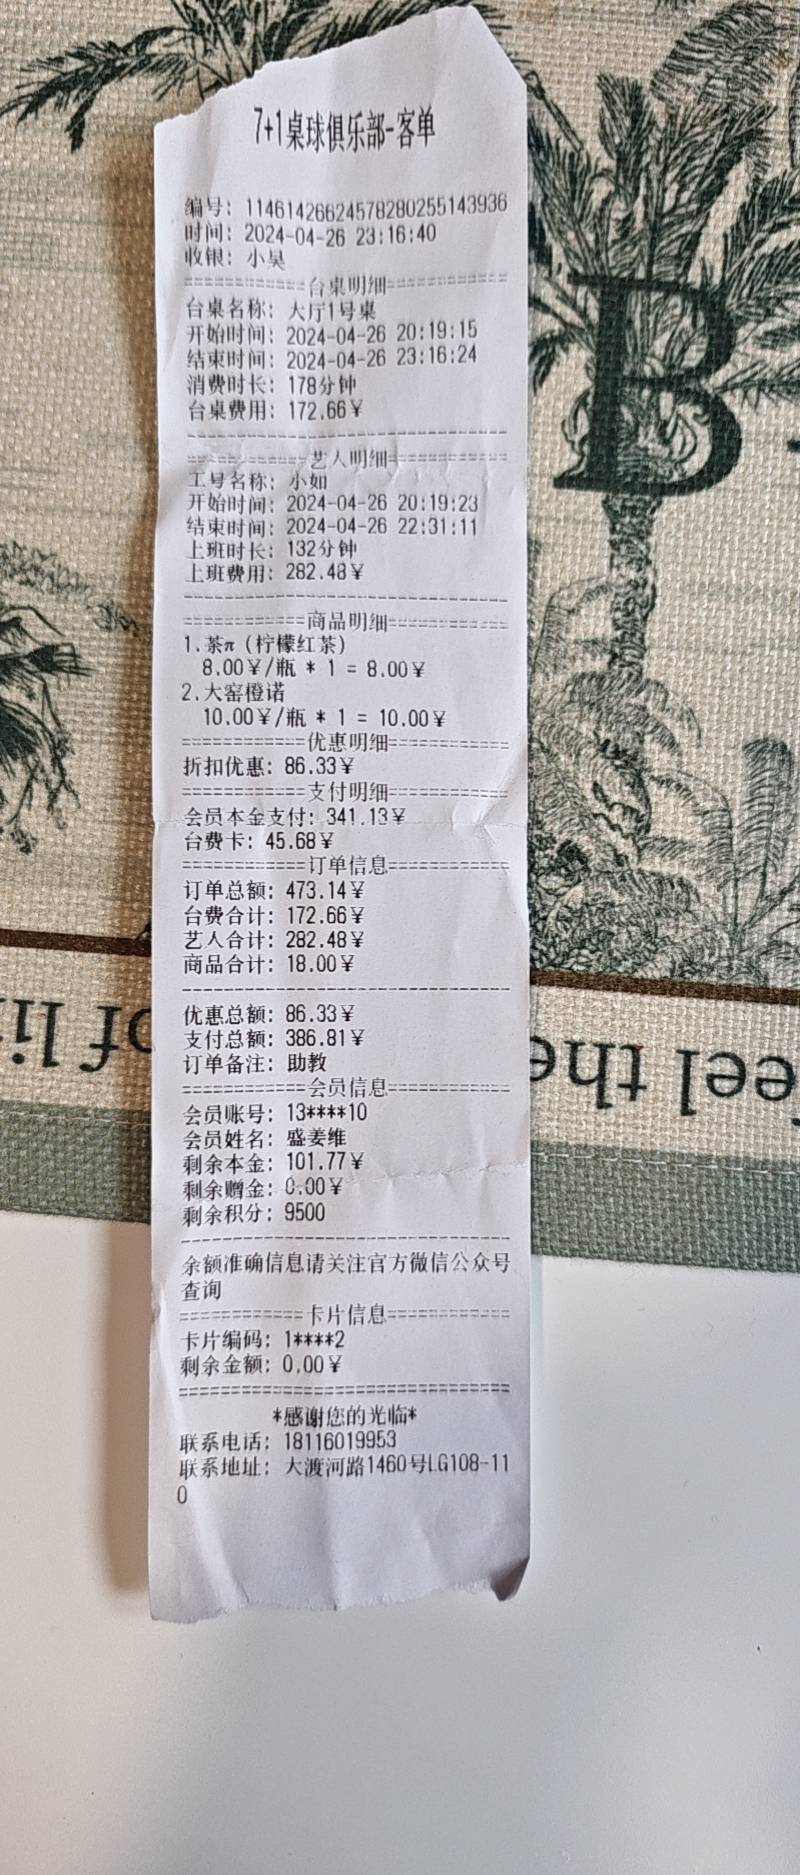 7+1桌球俱乐部-客单
编号: 1146142662457828025514393​6
时间: 2024-04-26 23:16:40
收银: 小吴
============台桌明细============
台桌名称: 大厅1号桌
开始时间: 2024-04-26 20:19:15
结束时间: 2024-04-26 23:16:24
消费时长: 178分钟
台桌费用: 172.66¥
--------------------------------
============艺人明细============
工号名称: 小如
开始时间: 2024-04-26 20:19:23
结束时间: 2024-04-26 22:31:11
上班时长: 132分钟
上班费用: 282.48¥
--------------------------------
============商品明细============
1.茶π(柠檬红茶)
8.00¥/瓶 * 1 = 8.00¥
2.大窑橙诺
10.00¥/瓶 * 1 = 10.00¥
============优惠明细============
折扣优惠: 86.33¥
============支付明细============
会员本金支付: 341.13¥
台费卡: 45.68¥
============订单信息============
订单总额: 473.14¥
台费合计: 172.66¥
艺人合计: 282.48¥
商品合计: 18.00¥
--------------------------------
优惠总额: 86.33¥
支付总额: 386.81¥
订单备注: 助教
============会员信息============
会员账号: 13****10
会员姓名: 盛姜维
剩余本金: 101.77¥
剩余赠金: 0.00¥
剩余积分: 9500
--------------------------------
余额准确信息请关注官方微信公众号
查询
============卡片信息============
卡片编码: 1****2
剩余金额: 0.00¥
================================
*感谢您的光临*
联系电话: 18116019953
联系地址: 大渡河路1460号LG108-11
0
B
feel the
of li